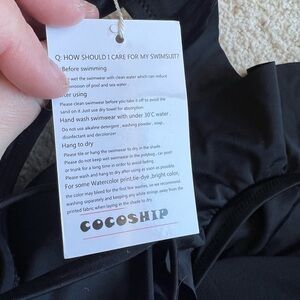 Q: HOW SHOULD I CARE FOR MY SWIMSUIT?
Before swimming
wet the swimwear with clean water which can reduce
corrosion of pool and sea water.
After using
Please clean swimwear before you take it off to avoid the
sand on it. Just use dry towel for absorption.
Hand wash swimwear with under 30°C water.
Do not use alkaline detergent, washing powder, soap,
disinfectant and decolorizer.
Hang to dry
Please tile or hang the swimwear to dry in the shade.
Please do not keep wet swimwear in the polybag, car pool
or trunk for a long time in order to avoid fading.
Please wash and hang to dry after using as soon as possible.
For some Watercolor print,tie-dye,bright color,
the color may bleed for the first few washes, so we recommend
washing separately and keeping any white strings away from the
printed fabric when laying in the shade to dry.
COCOSHIP